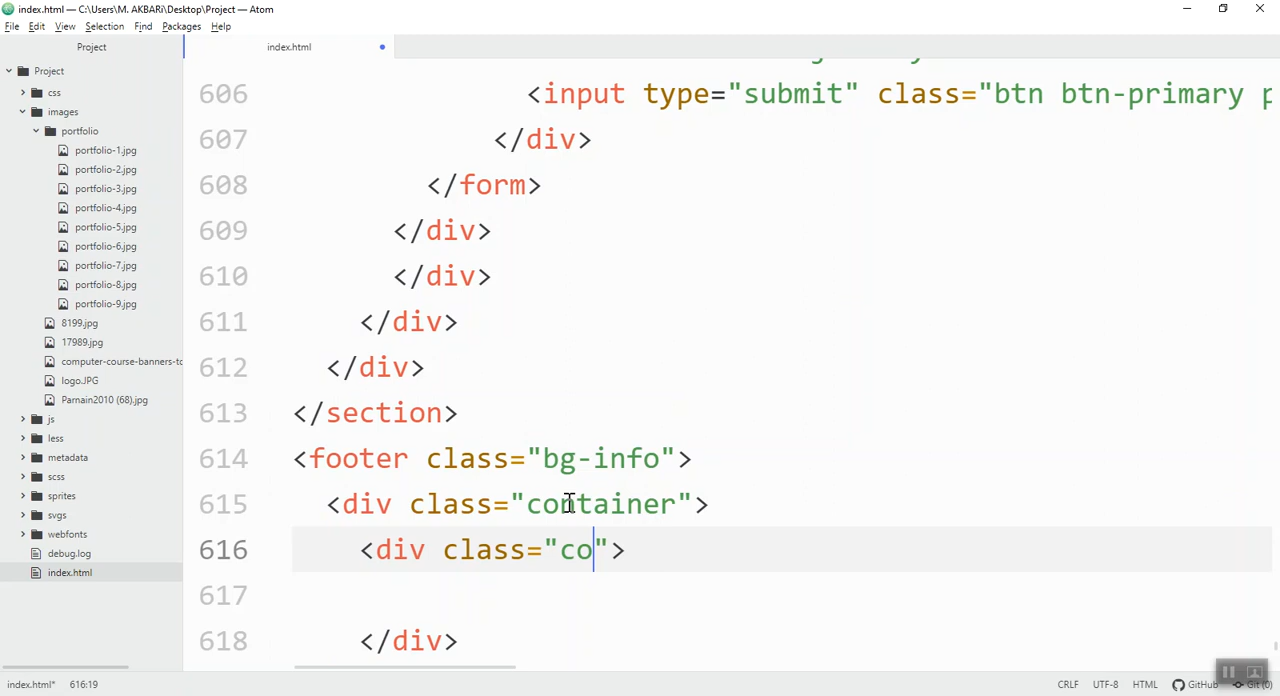 index.html — C:\Users\M. AKBARi\Desktop\Project — Atom
File Edit View Selection Find Packages Help
Project
index.html
Project
css
images
portfolio
portfolio-1.jpg
portfolio-2.jpg
portfolio-3.jpg
portfolio-4.jpg
portfolio-5.jpg
portfolio-6.jpg
portfolio-7.jpg
portfolio-8.jpg
portfolio-9.jpg
8199.jpg
17989.jpg
computer-course-banners-to
logo.JPG
Parnain2010 (68).jpg
js
less
metadata
scss
sprites
svgs
webfonts
debug.log
index.html
606 <input type="submit" class="btn btn-primary p
607 </div>
608 </form>
609 </div>
610 </div>
611 </div>
612 </div>
613 </section>
614 <footer class="bg-info">
615 <div class="container">
616 <div class="co">
617
618 </div>
index.html* 616:19 CRLF UTF-8 HTML GitHub Git (0)